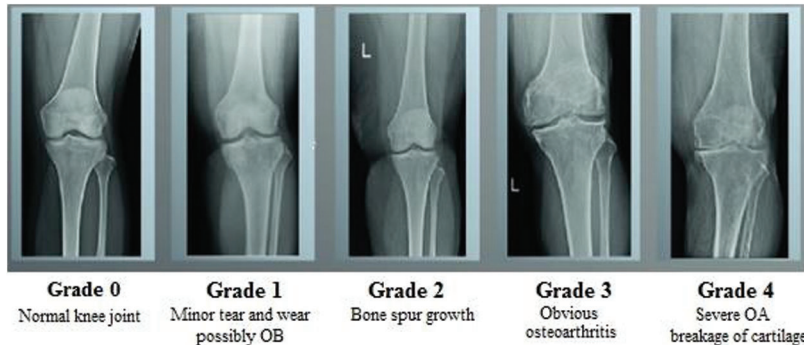 L
L
Grade 0
Normal knee joint
Grade 1
Minor tear and wear
possibly OB
Grade 2
Bone spur growth
Grade 3
Obvious
osteoarthritis
Grade 4
Severe OA
breakage of cartilage